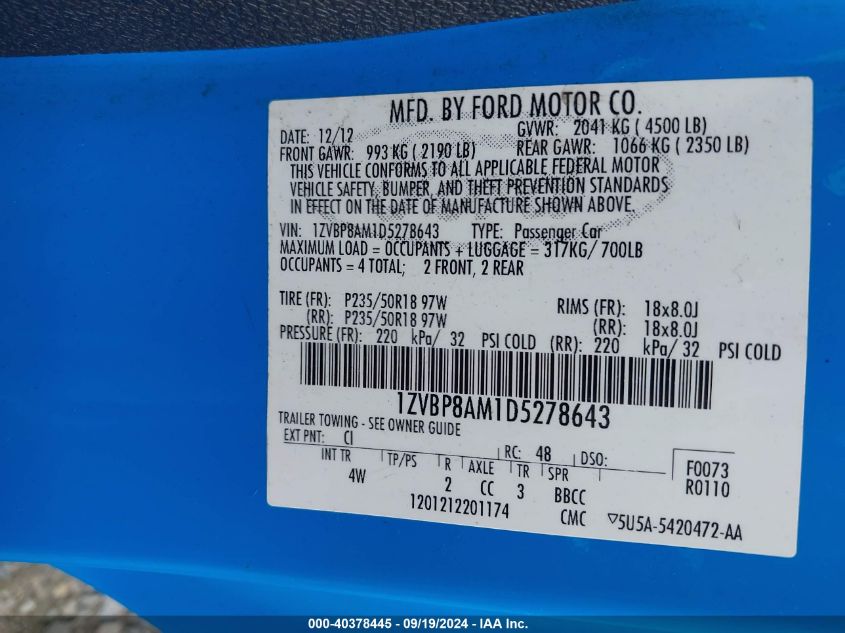 MFD. BY FORD MOTOR CO.
DATE: 12/12 GVWR: 2041 KG ( 4500 LB)
FRONT GAWR: 993 KG ( 2190 LB) REAR GAWR: 1066 KG ( 2350 LB)
THIS VEHICLE CONFORMS TO ALL APPLICABLE FEDERAL MOTOR
VEHICLE SAFETY, BUMPER, AND THEFT PREVENTION STANDARDS
IN EFFECT ON THE DATE OF MANUFACTURE SHOWN ABOVE.
VIN: 1ZVBP8AM1D5278643 TYPE: Passenger Car
MAXIMUM LOAD = OCCUPANTS + LUGGAGE = 317KG/ 700LB
OCCUPANTS = 4 TOTAL; 2 FRONT, 2 REAR
TIRE (FR): P235/50R18 97W RIMS (FR): 18x8.0J
(RR): P235/50R18 97W (RR): 18x8.0J
PRESSURE (FR): 220 kPa/ 32 PSI COLD (RR): 220 kPa/ 32 PSI COLD
1ZVBP8AM1D5278643
TRAILER TOWING - SEE OWNER GUIDE
EXT PNT: CI RC: 48 DSO: F0073
INT TR TP/PS R AXLE TR SPR R0110
4W 2 CC 3 BBCC
1201212201174 CMC ▽5U5A-5420472-AA
000-40378445 - 09/19/2024 - IAA Inc.